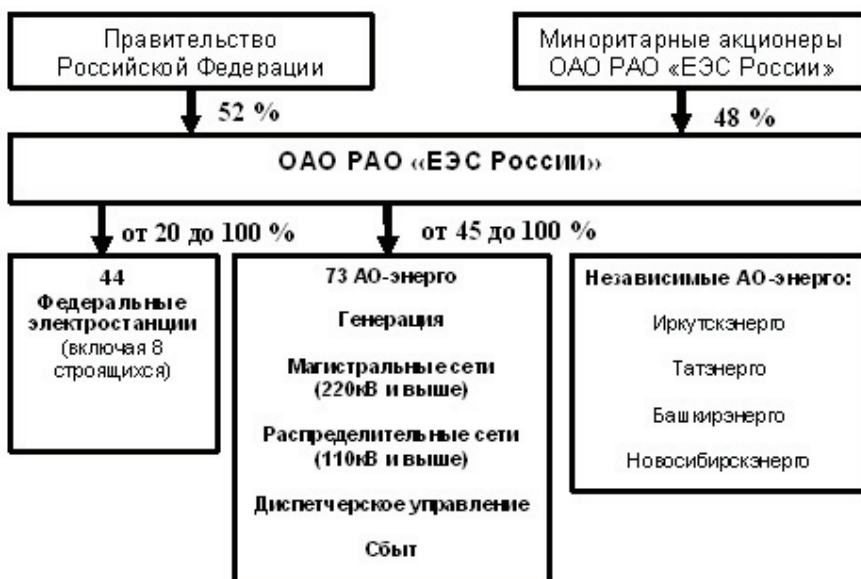 Правительство
Российской Федерации
Миноритарные акционеры
ОАО РАО «ЕЭС России»
52 %
48 %
ОАО РАО «ЕЭС России»
от 20 до 100 %
от 45 до 100 %
44
Федеральные
электростанции
(включая 8
строящихся)
73 АО-энерго
Генерация
Магистральные сети
(220кВ и выше)
Распределительные сети
(110кВ и выше)
Диспетчерское управление
Сбыт
Независимые АО-энерго:
Иркутскэнерго
Татэнерго
Башкирэнерго
Новосибирскэнерго